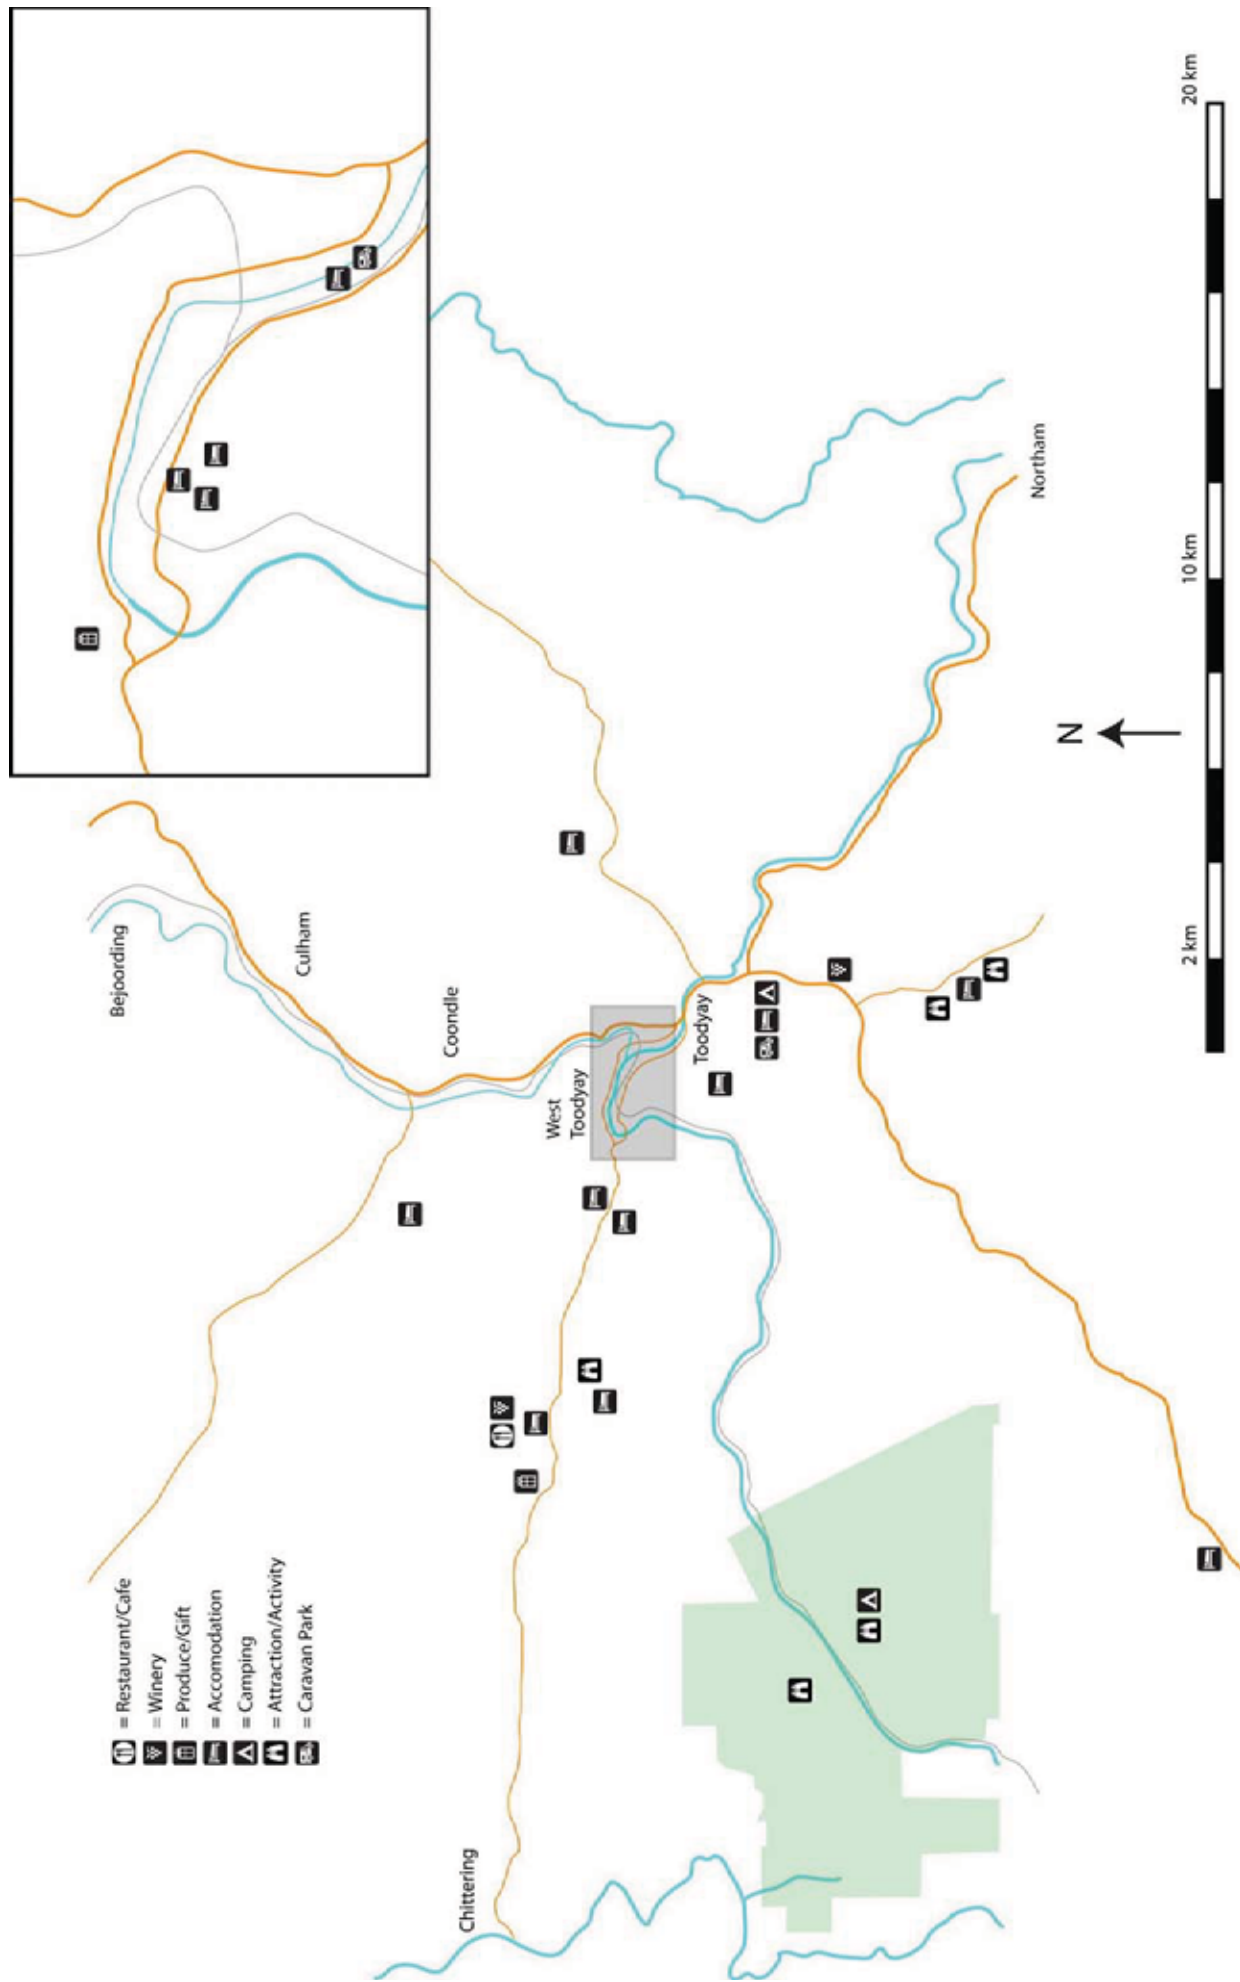 = Restaurant/Cafe
= Winery
= Produce/Gift
= Accomodation
= Camping
= Attraction/Activity
= Caravan Park
Bejoording
Culham
Coondle
West
Toodyay
Toodyay
Chittering
Northam
N
2 km
10 km
20 km